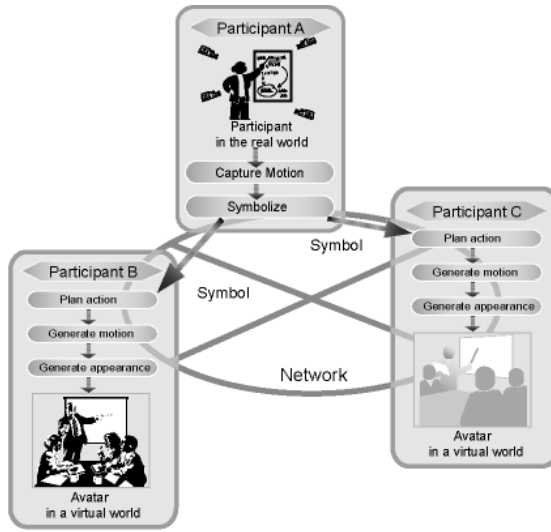 Participant A
Participant
in the real world
Capture Motion
Symbolize
Symbol
Symbol
Network
Participant B
Plan action
Generate motion
Generate appearance
Avatar
in a virtual world
Participant C
Plan action
Generate motion
Generate appearance
Avatar
in a virtual world